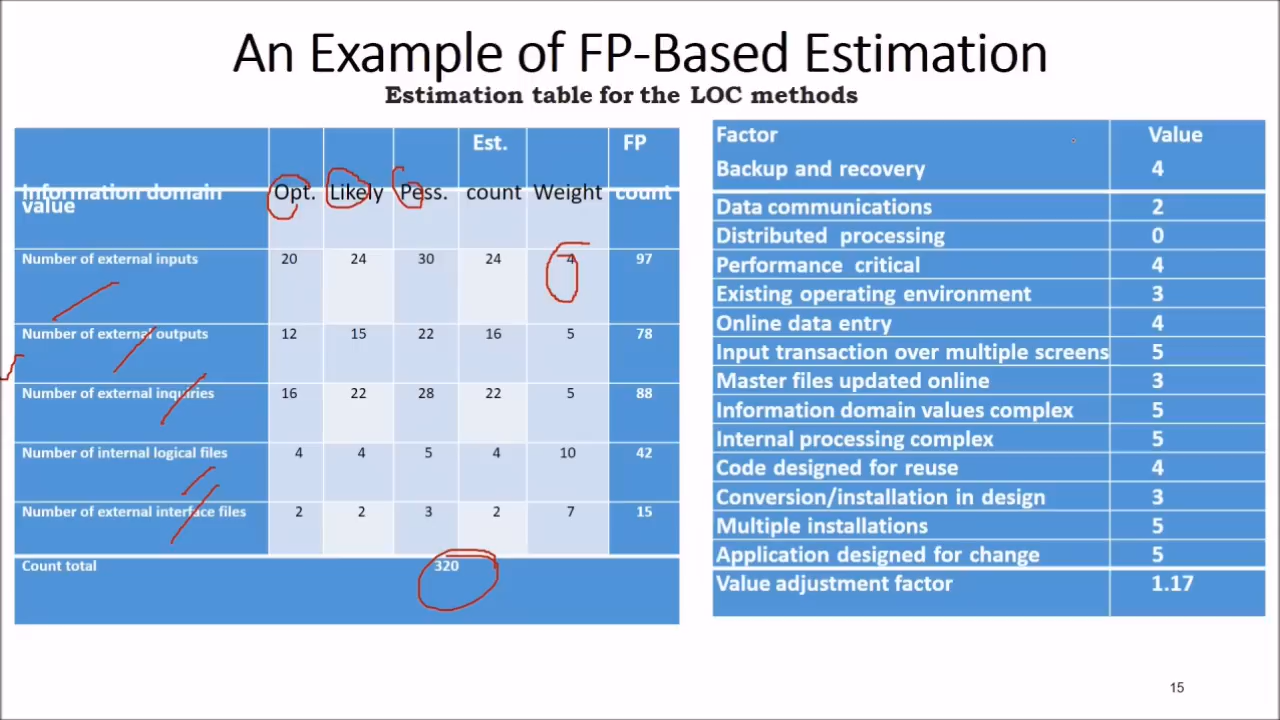 An Example of FP-Based Estimation
Estimation table for the LOC methods
Information domain value Opt. Likely Pess. Est. count Weight FP count
Number of external inputs 20 24 30 24 4 97
Number of external outputs 12 15 22 16 5 78
Number of external inquiries 16 22 28 22 5 88
Number of internal logical files 4 4 5 4 10 42
Number of external interface files 2 2 3 2 7 15
Count total 320
Factor Value
Backup and recovery 4
Data communications 2
Distributed processing 0
Performance critical 4
Existing operating environment 3
Online data entry 4
Input transaction over multiple screens 5
Master files updated online 3
Information domain values complex 5
Internal processing complex 5
Code designed for reuse 4
Conversion/installation in design 3
Multiple installations 5
Application designed for change 5
Value adjustment factor 1.17
15